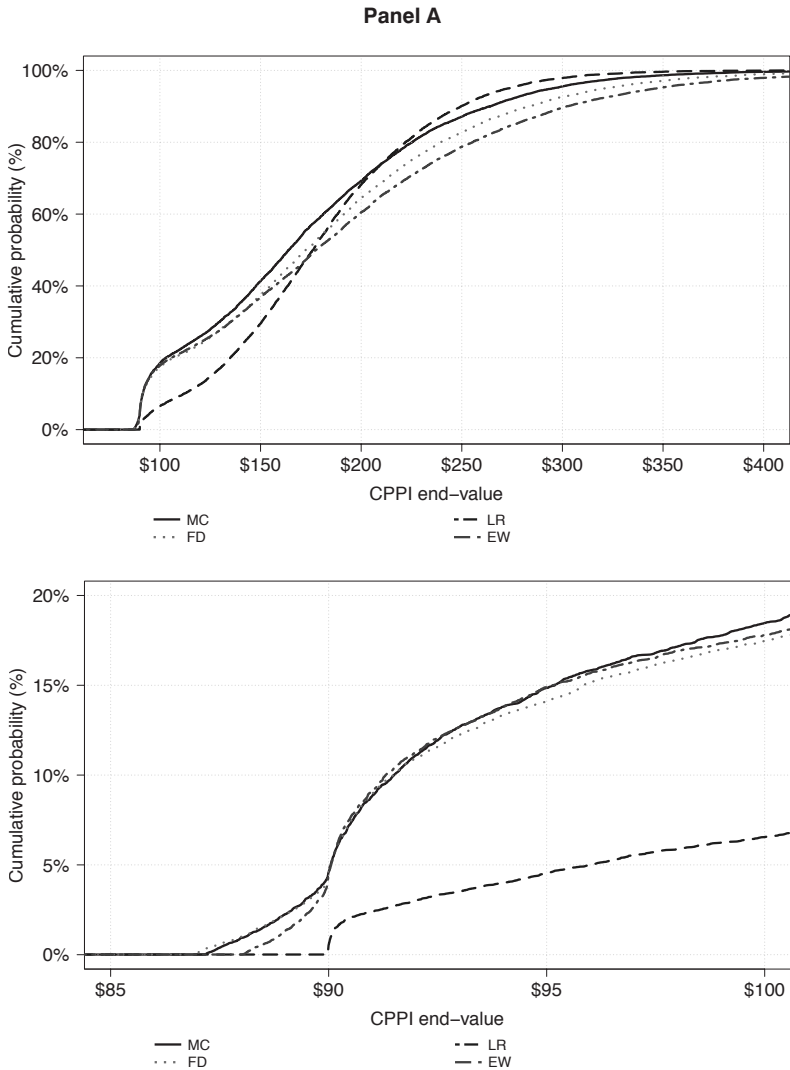 Panel A
Cumulative probability (%)
100%
80%
60%
40%
20%
0%
$100 $150 $200 $250 $300 $350 $400
CPPI end−value
MC LR
FD EW
Cumulative probability (%)
20%
15%
10%
5%
0%
$85 $90 $95 $100
CPPI end−value
MC LR
FD EW